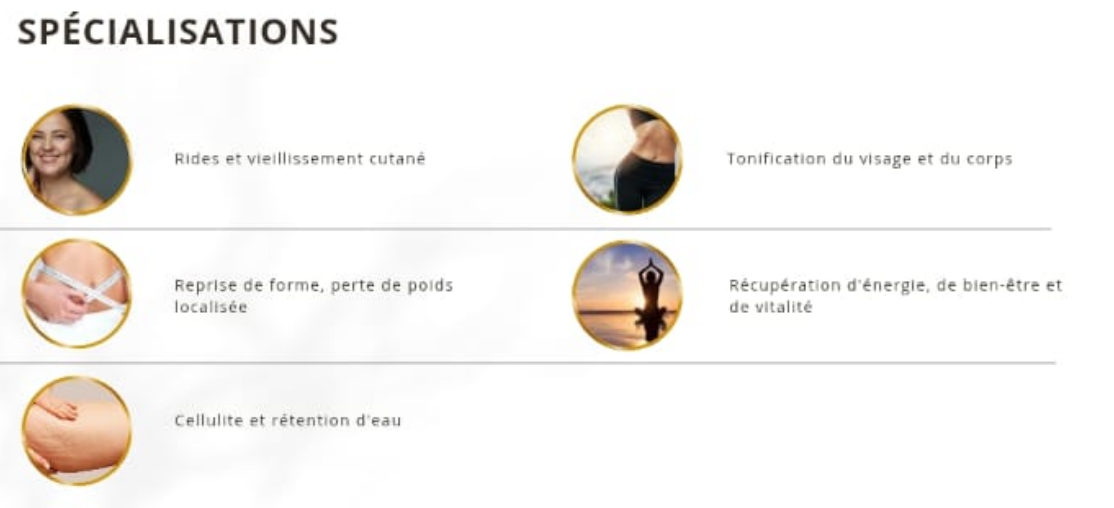 SPÉCIALISATIONS
Rides et vieillissement cutané
Tonification du visage et du corps
Reprise de forme, perte de poids
localisée
Récupération d'énergie, de bien-être et
de vitalité
Cellulite et rétention d'eau